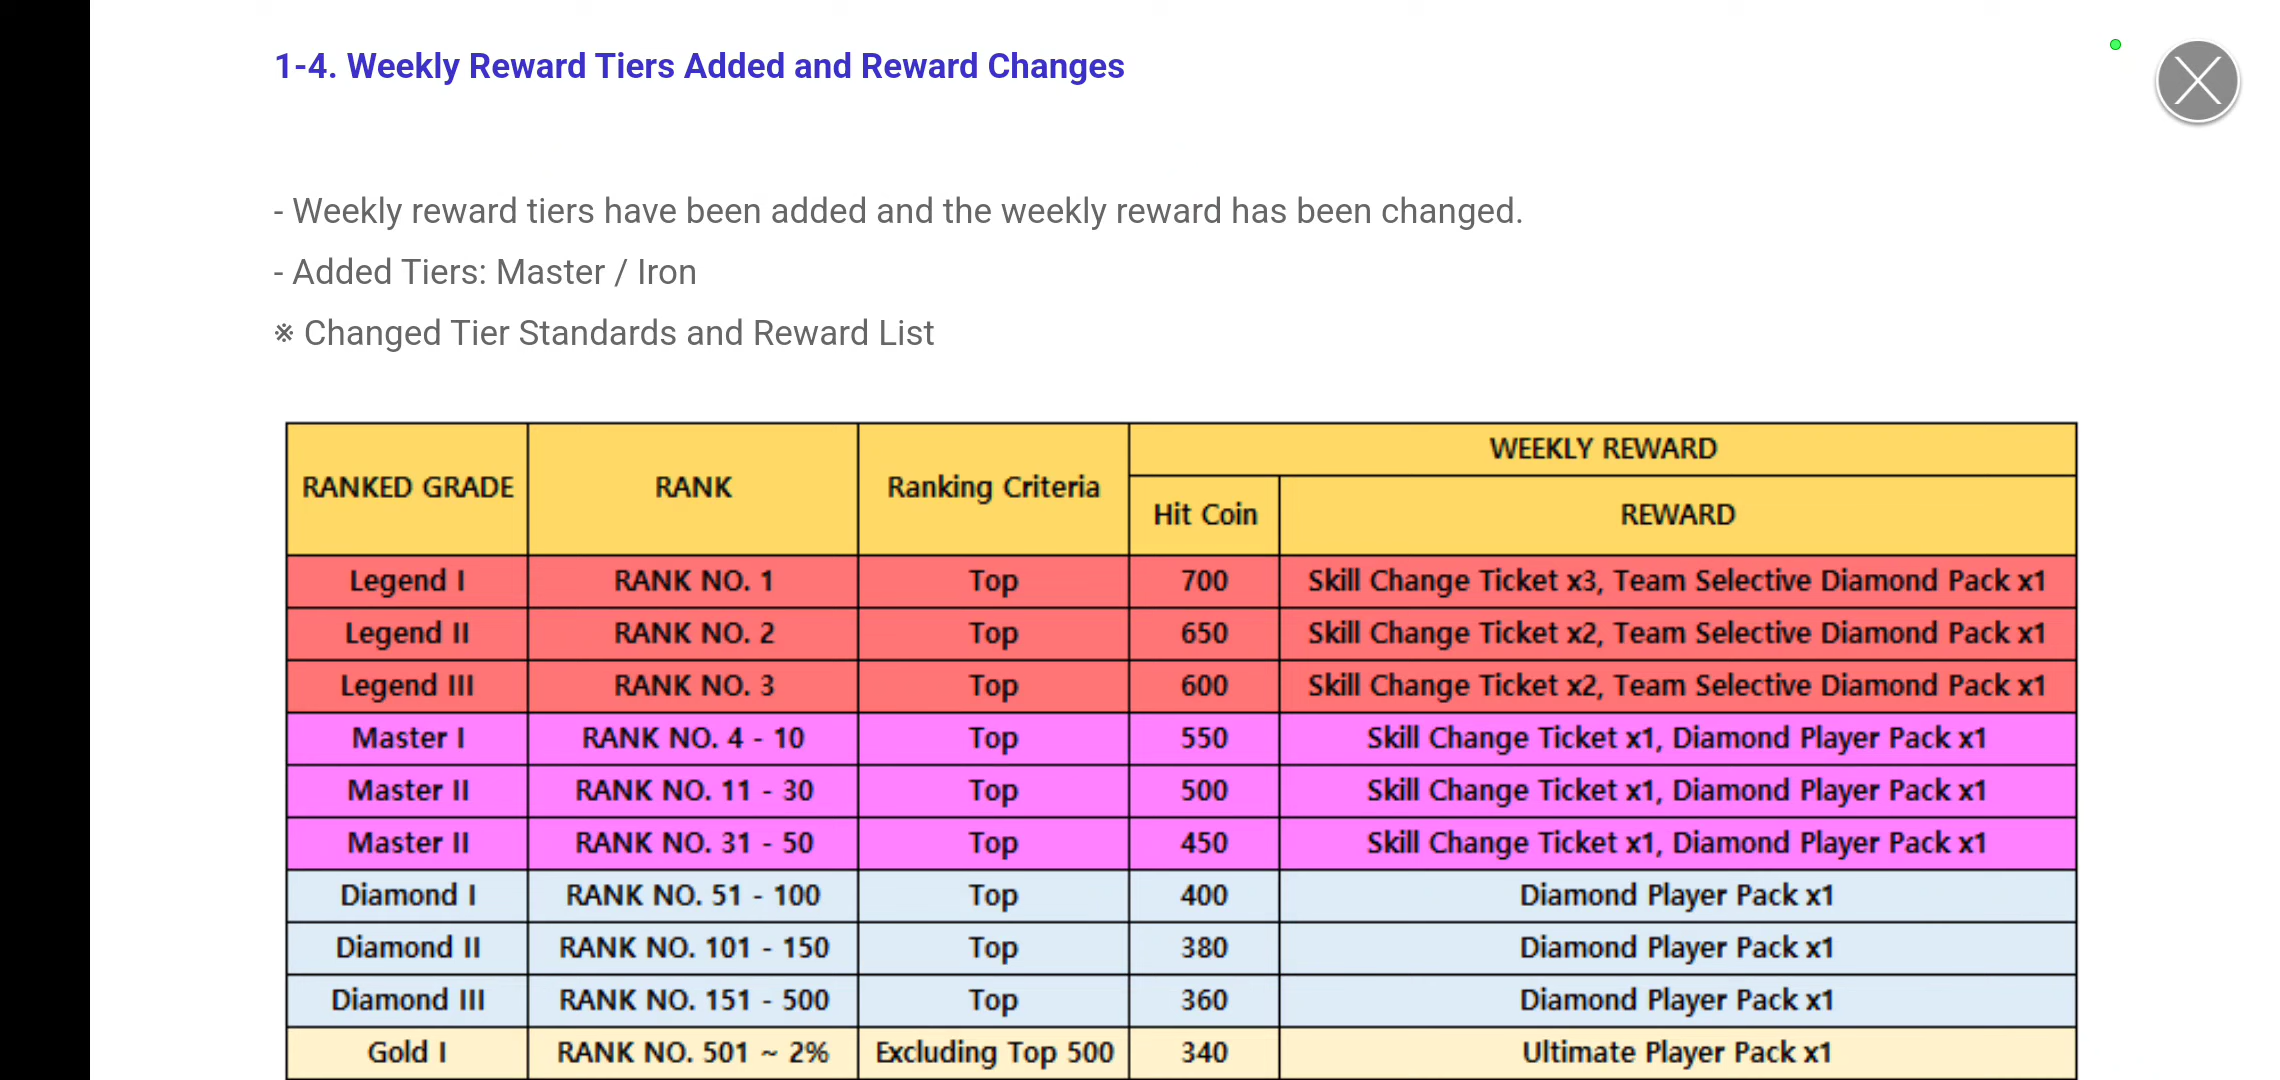 1-4. Weekly Reward Tiers Added and Reward Changes
- Weekly reward tiers have been added and the weekly reward has been changed.
- Added Tiers: Master / Iron
※ Changed Tier Standards and Reward List
RANKED GRADE RANK Ranking Criteria WEEKLY REWARD
Hit Coin REWARD
Legend I RANK NO. 1 Top 700 Skill Change Ticket x3, Team Selective Diamond Pack x1
Legend II RANK NO. 2 Top 650 Skill Change Ticket x2, Team Selective Diamond Pack x1
Legend III RANK NO. 3 Top 600 Skill Change Ticket x2, Team Selective Diamond Pack x1
Master I RANK NO. 4 - 10 Top 550 Skill Change Ticket x1, Diamond Player Pack x1
Master II RANK NO. 11 - 30 Top 500 Skill Change Ticket x1, Diamond Player Pack x1
Master II RANK NO. 31 - 50 Top 450 Skill Change Ticket x1, Diamond Player Pack x1
Diamond I RANK NO. 51 - 100 Top 400 Diamond Player Pack x1
Diamond II RANK NO. 101 - 150 Top 380 Diamond Player Pack x1
Diamond III RANK NO. 151 - 500 Top 360 Diamond Player Pack x1
Gold I RANK NO. 501 ~ 2% Excluding Top 500 340 Ultimate Player Pack x1